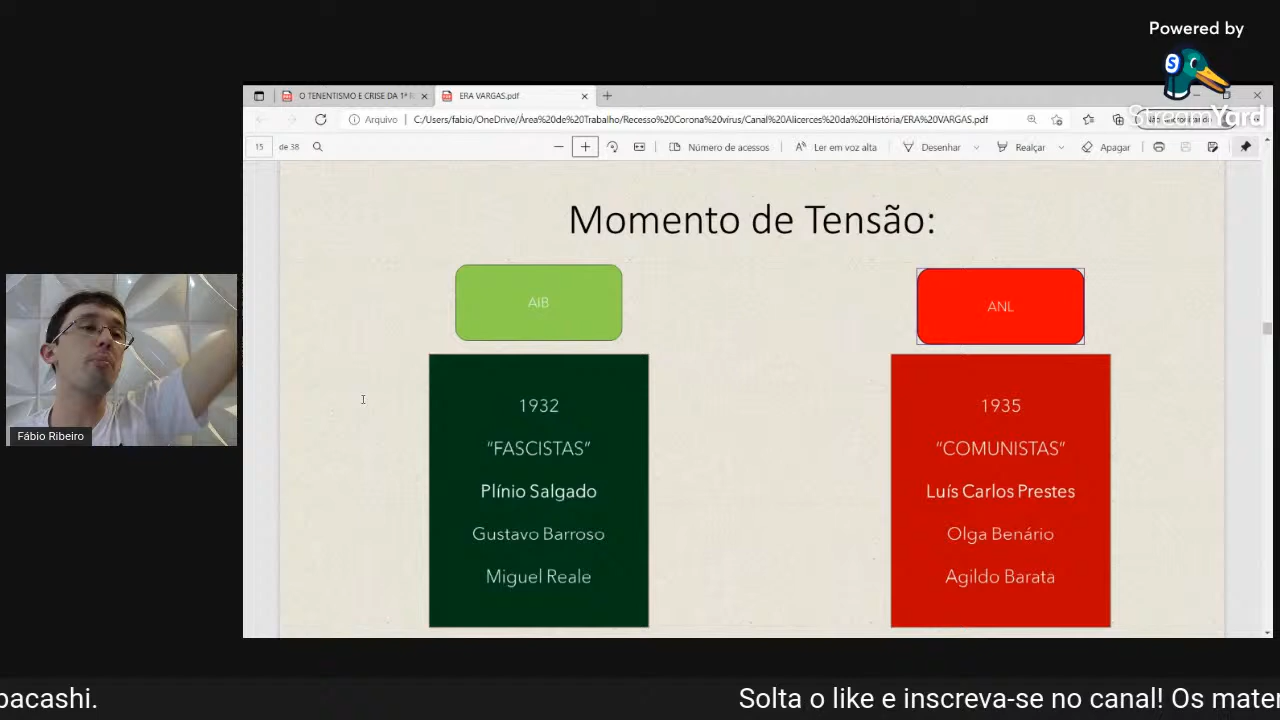 Powered by
S
StreamYard
O TENENTISMO E CRISE DA 1ª R
ERA VARGAS.pdf
Arquivo
C:/Users/fabio/OneDrive/Área%20de%20Trabalho/Recesso%20Corona%20vírus/Canal%20Alicerces%20da%20História/ERA%20VARGAS.pdf
15 de 38
Número de acessos
Ler em voz alta
Desenhar
Realçar
Apagar
Momento de Tensão:
AIB
1932
“FASCISTAS”
Plínio Salgado
Gustavo Barroso
Miguel Reale
ANL
1935
“COMUNISTAS”
Luís Carlos Prestes
Olga Benário
Agildo Barata
Fábio Ribeiro
pacashi.
Solta o like e inscreva-se no canal! Os mater